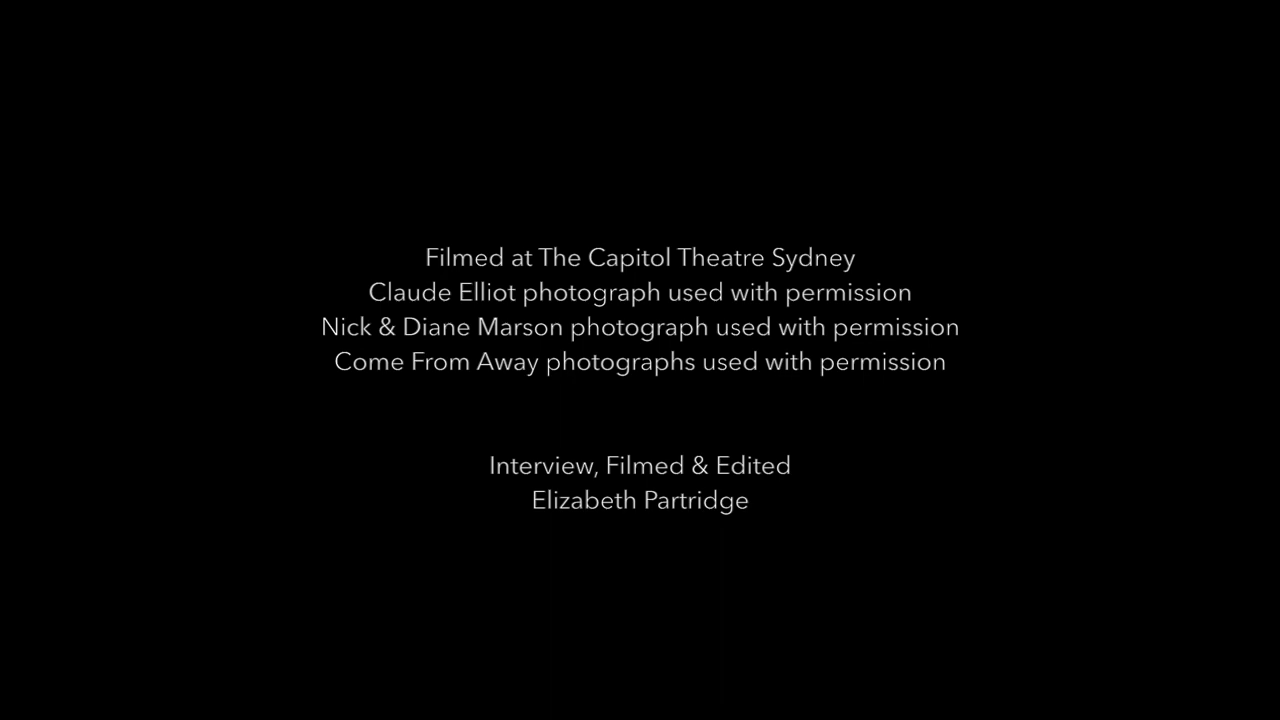 Filmed at The Capitol Theatre Sydney
Claude Elliot photograph used with permission
Nick & Diane Marson photograph used with permission
Come From Away photographs used with permission
Interview, Filmed & Edited
Elizabeth Partridge